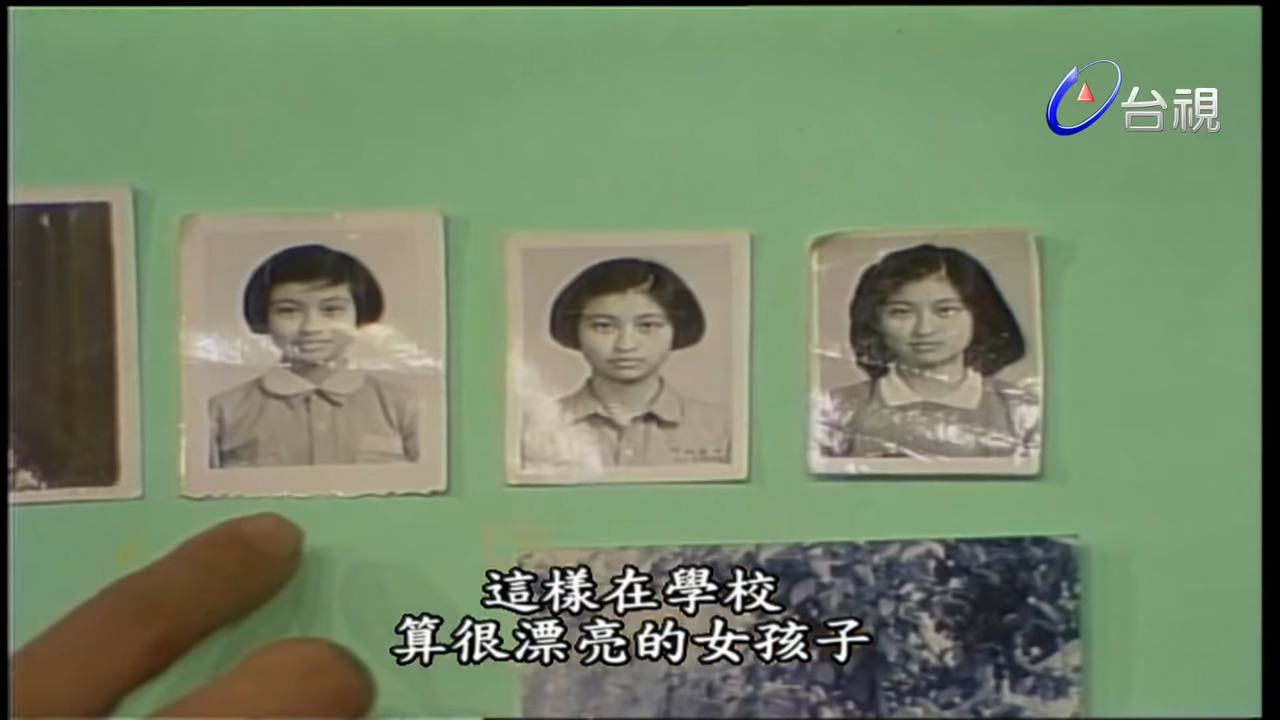 台視
這樣在學校
算很漂亮的女孩子